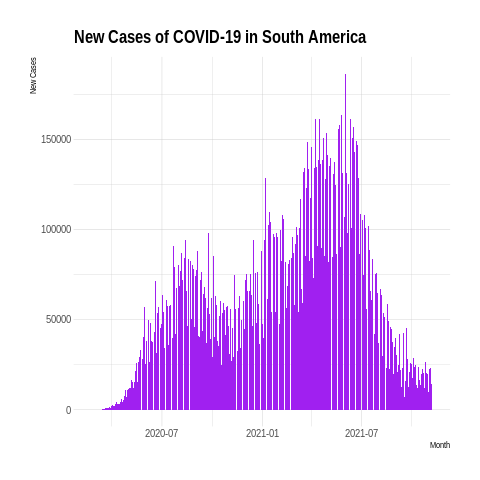 New Cases of COVID-19 in South America
New Cases
150000
100000
50000
0
2020-07
2021-01
2021-07
Month